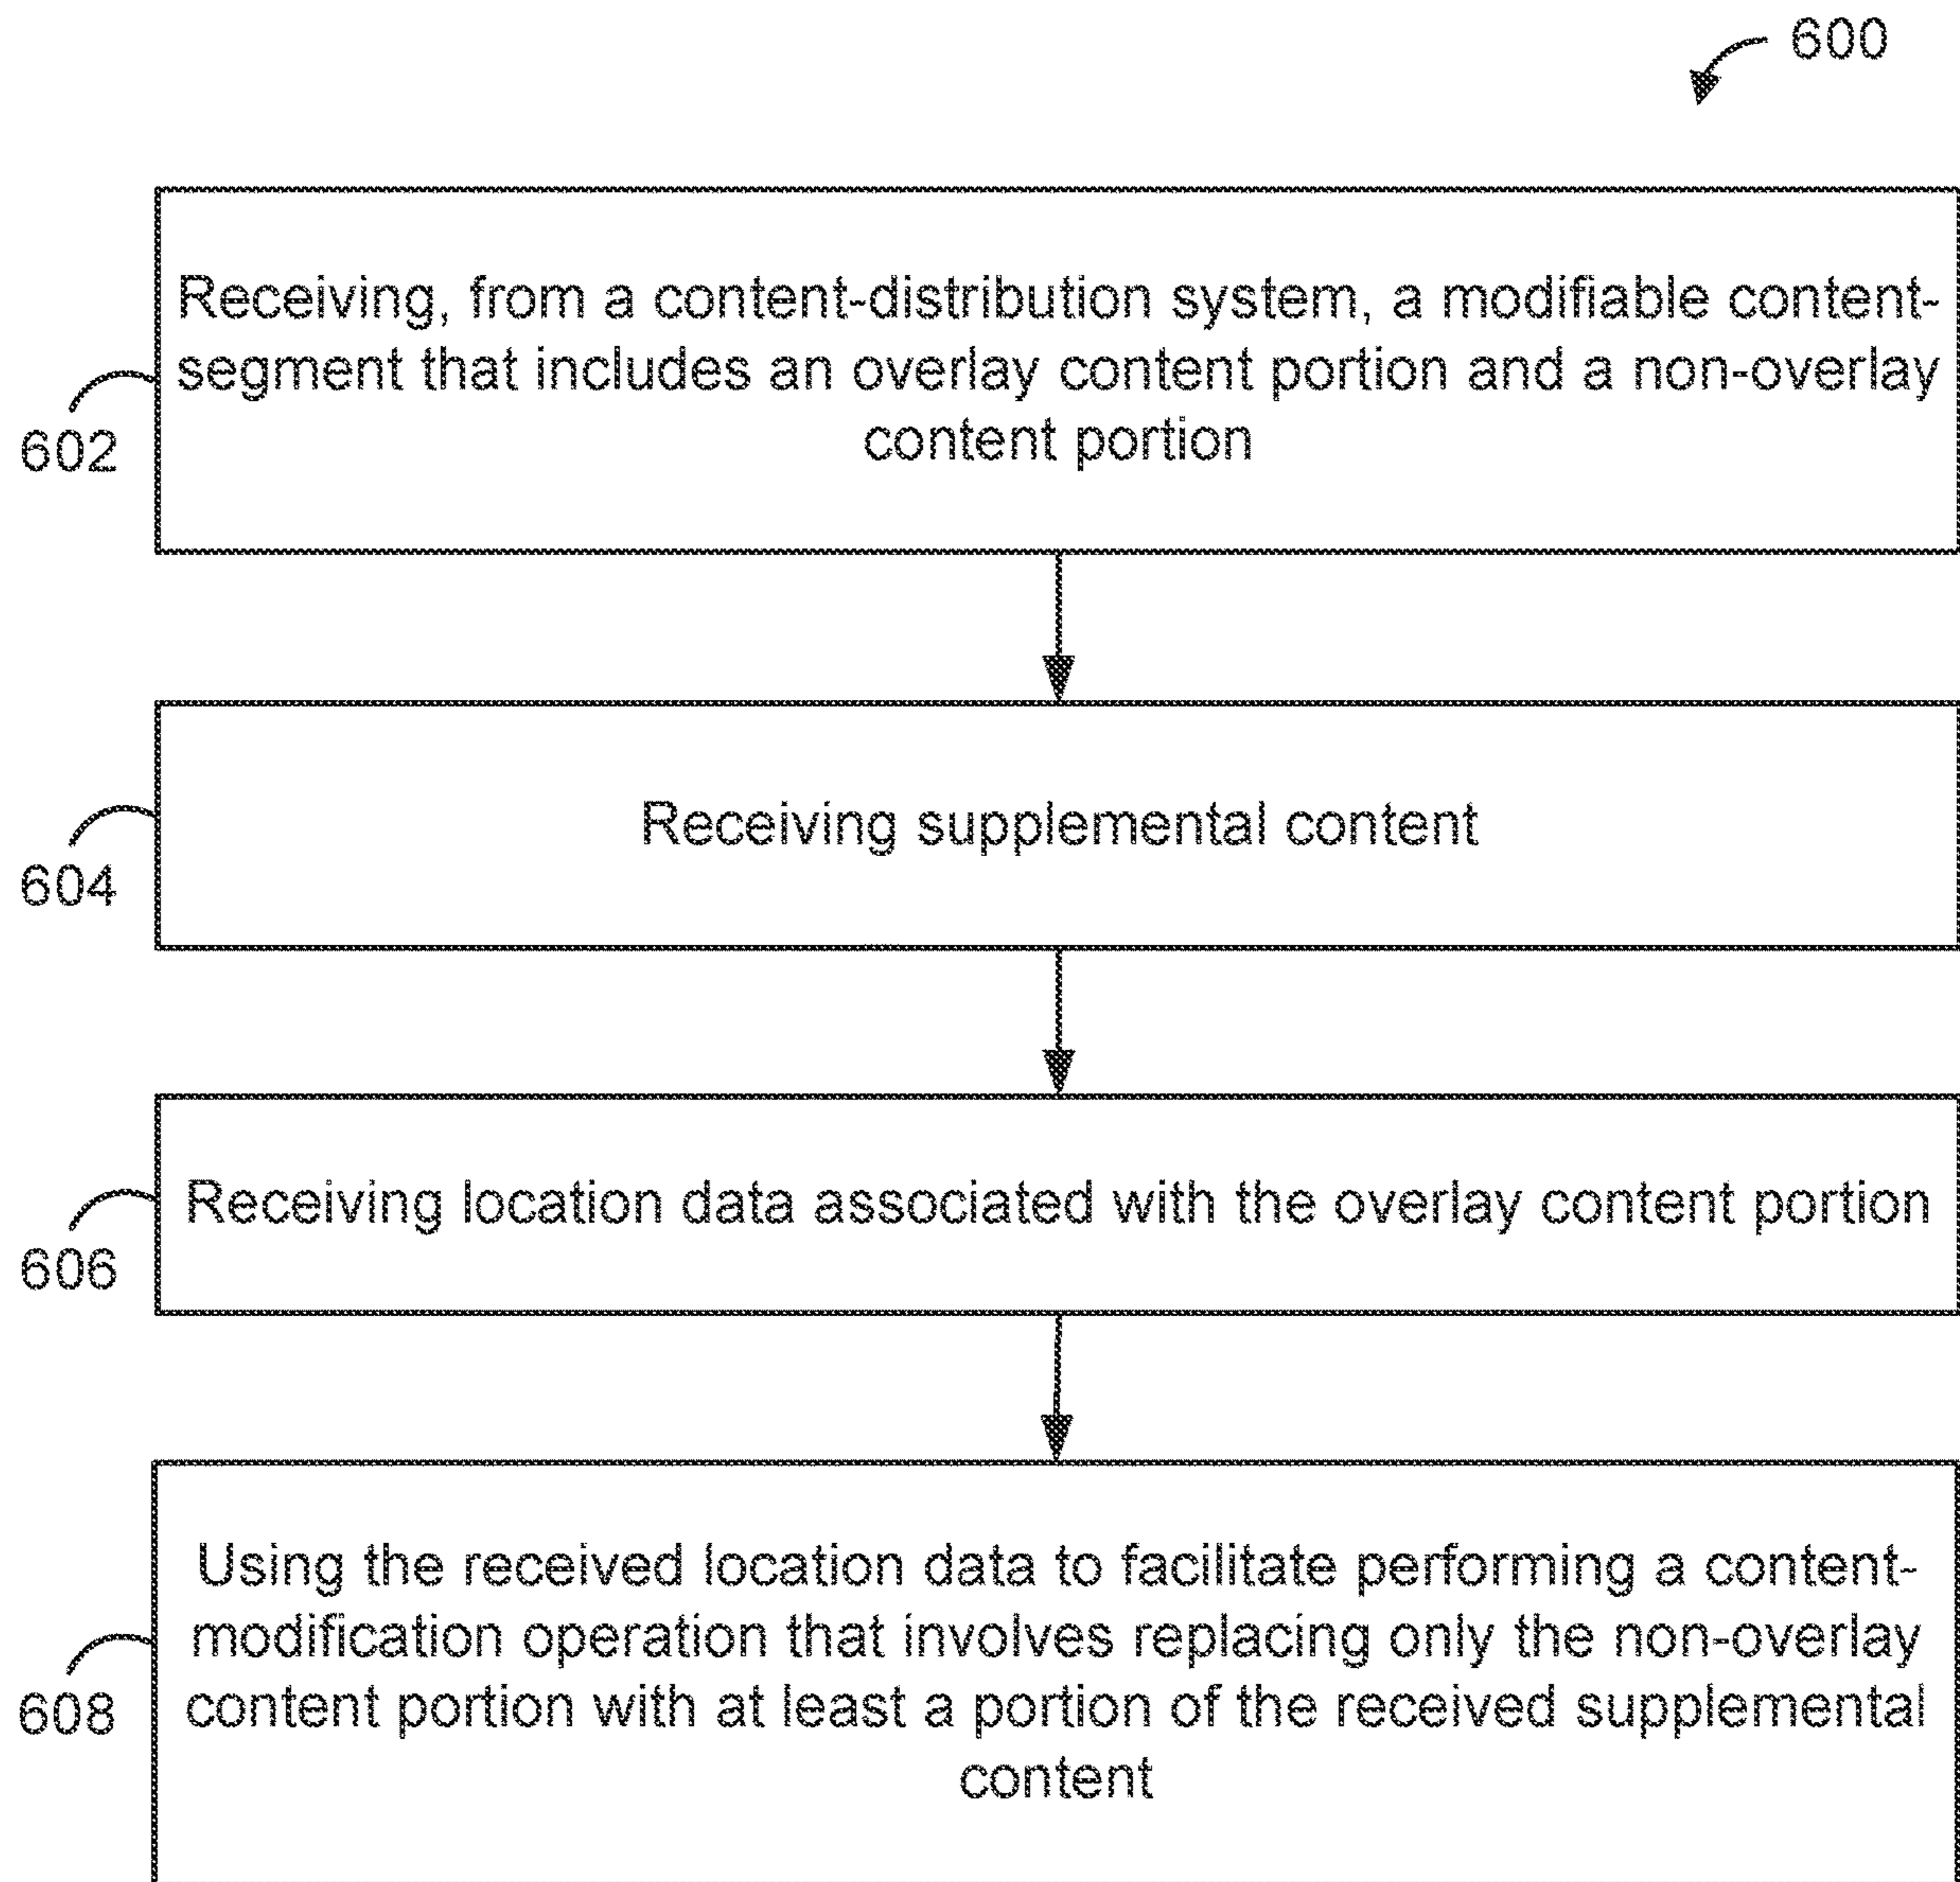 600
Receiving, from a content-distribution system, a modifiable content-
segment that includes an overlay content portion and a non-overlay
content portion
602
Receiving supplemental content
604
Receiving location data associated with the overlay content portion
606
Using the received location data to facilitate performing a content-
modification operation that involves replacing only the non-overlay
content portion with at least a portion of the received supplemental
content
608